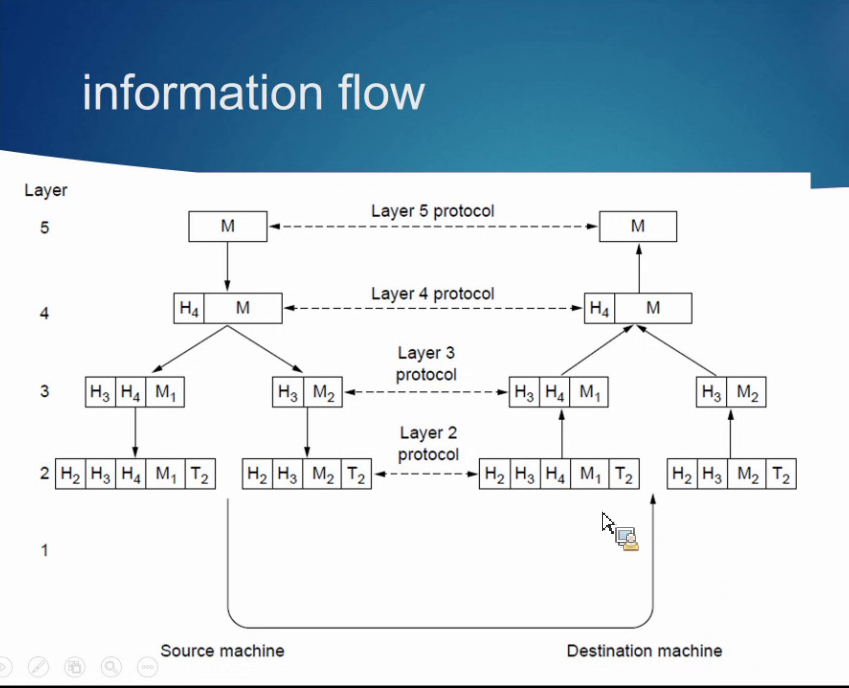 information flow
Layer
5 M Layer 5 protocol M
4 H4 M Layer 4 protocol H4 M
Layer 3
protocol
3 H3 H4 M1 H3 M2 H3 H4 M1 H3 M2
Layer 2
protocol
2 H2 H3 H4 M1 T2 H2 H3 M2 T2 H2 H3 H4 M1 T2 H2 H3 M2 T2
1
Source machine Destination machine